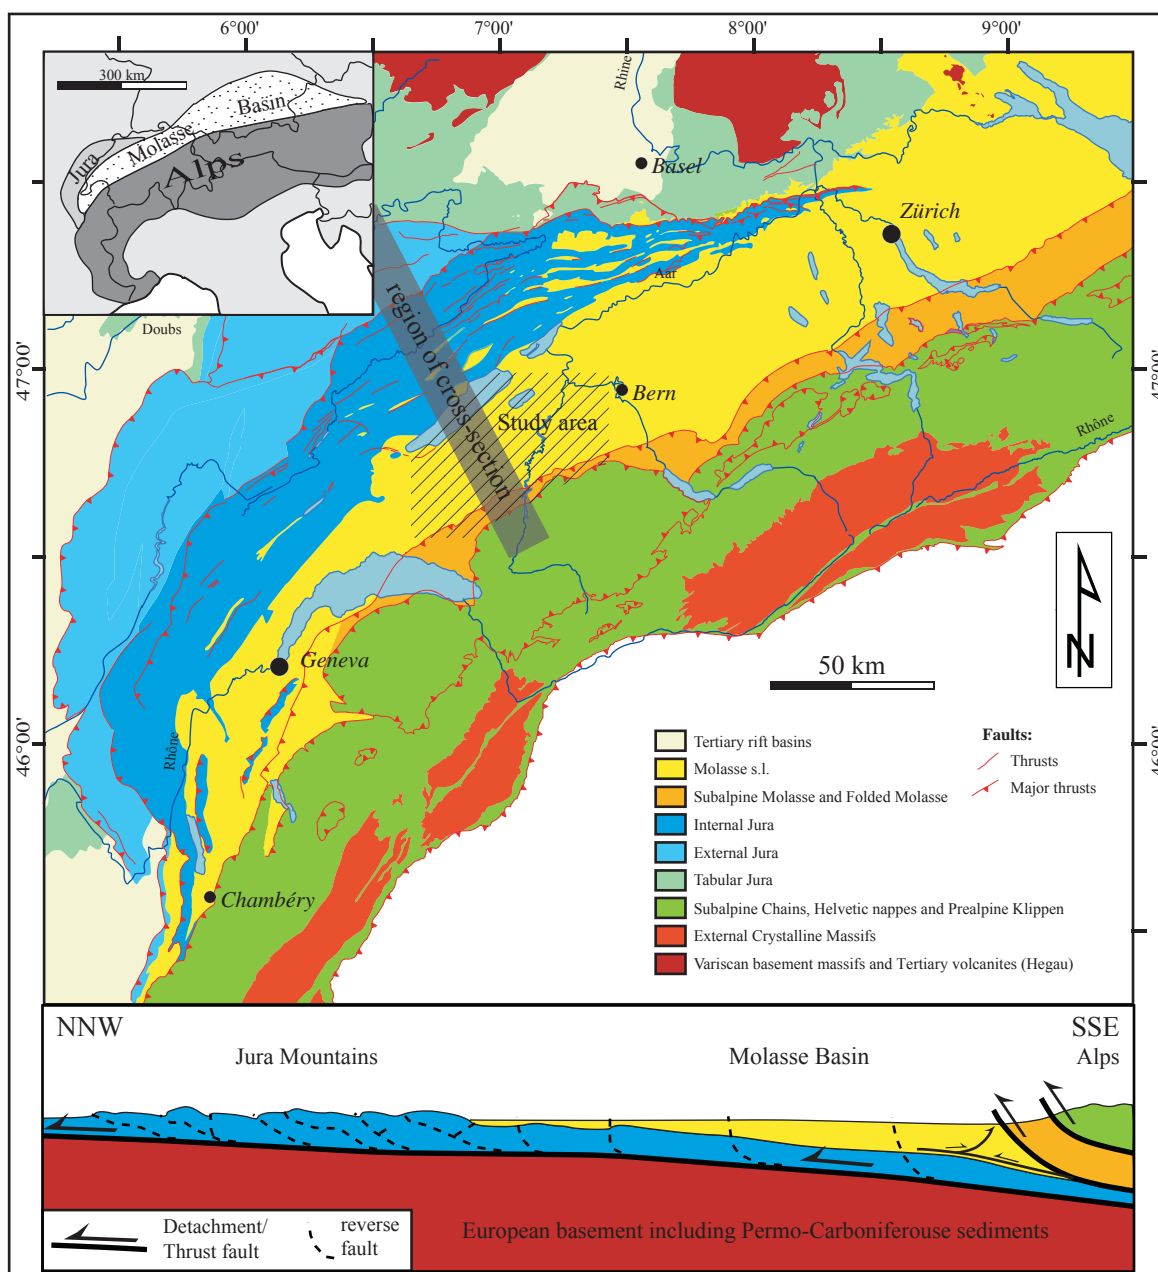 6°00'
7°00'
8°00'
9°00'
300 km
Basin
Molasse
Jura
Alps
Rhine
Basel
Zürich
Aar
Doubs
47°00'
47°00'
region of cross-section
Bern
Study area
Rhône
N
Geneva
50 km
46°00'
46°00'
Rhône
Chambéry
Tertiary rift basins
Molasse s.l.
Subalpine Molasse and Folded Molasse
Internal Jura
External Jura
Tabular Jura
Subalpine Chains, Helvetic nappes and Prealpine Klippen
External Crystalline Massifs
Variscan basement massifs and Tertiary volcanites (Hegau)
Faults:
Thrusts
Major thrusts
NNW
SSE
Jura Mountains
Molasse Basin
Alps
Detachment/
Thrust fault
reverse
fault
European basement including Permo-Carboniferouse sediments